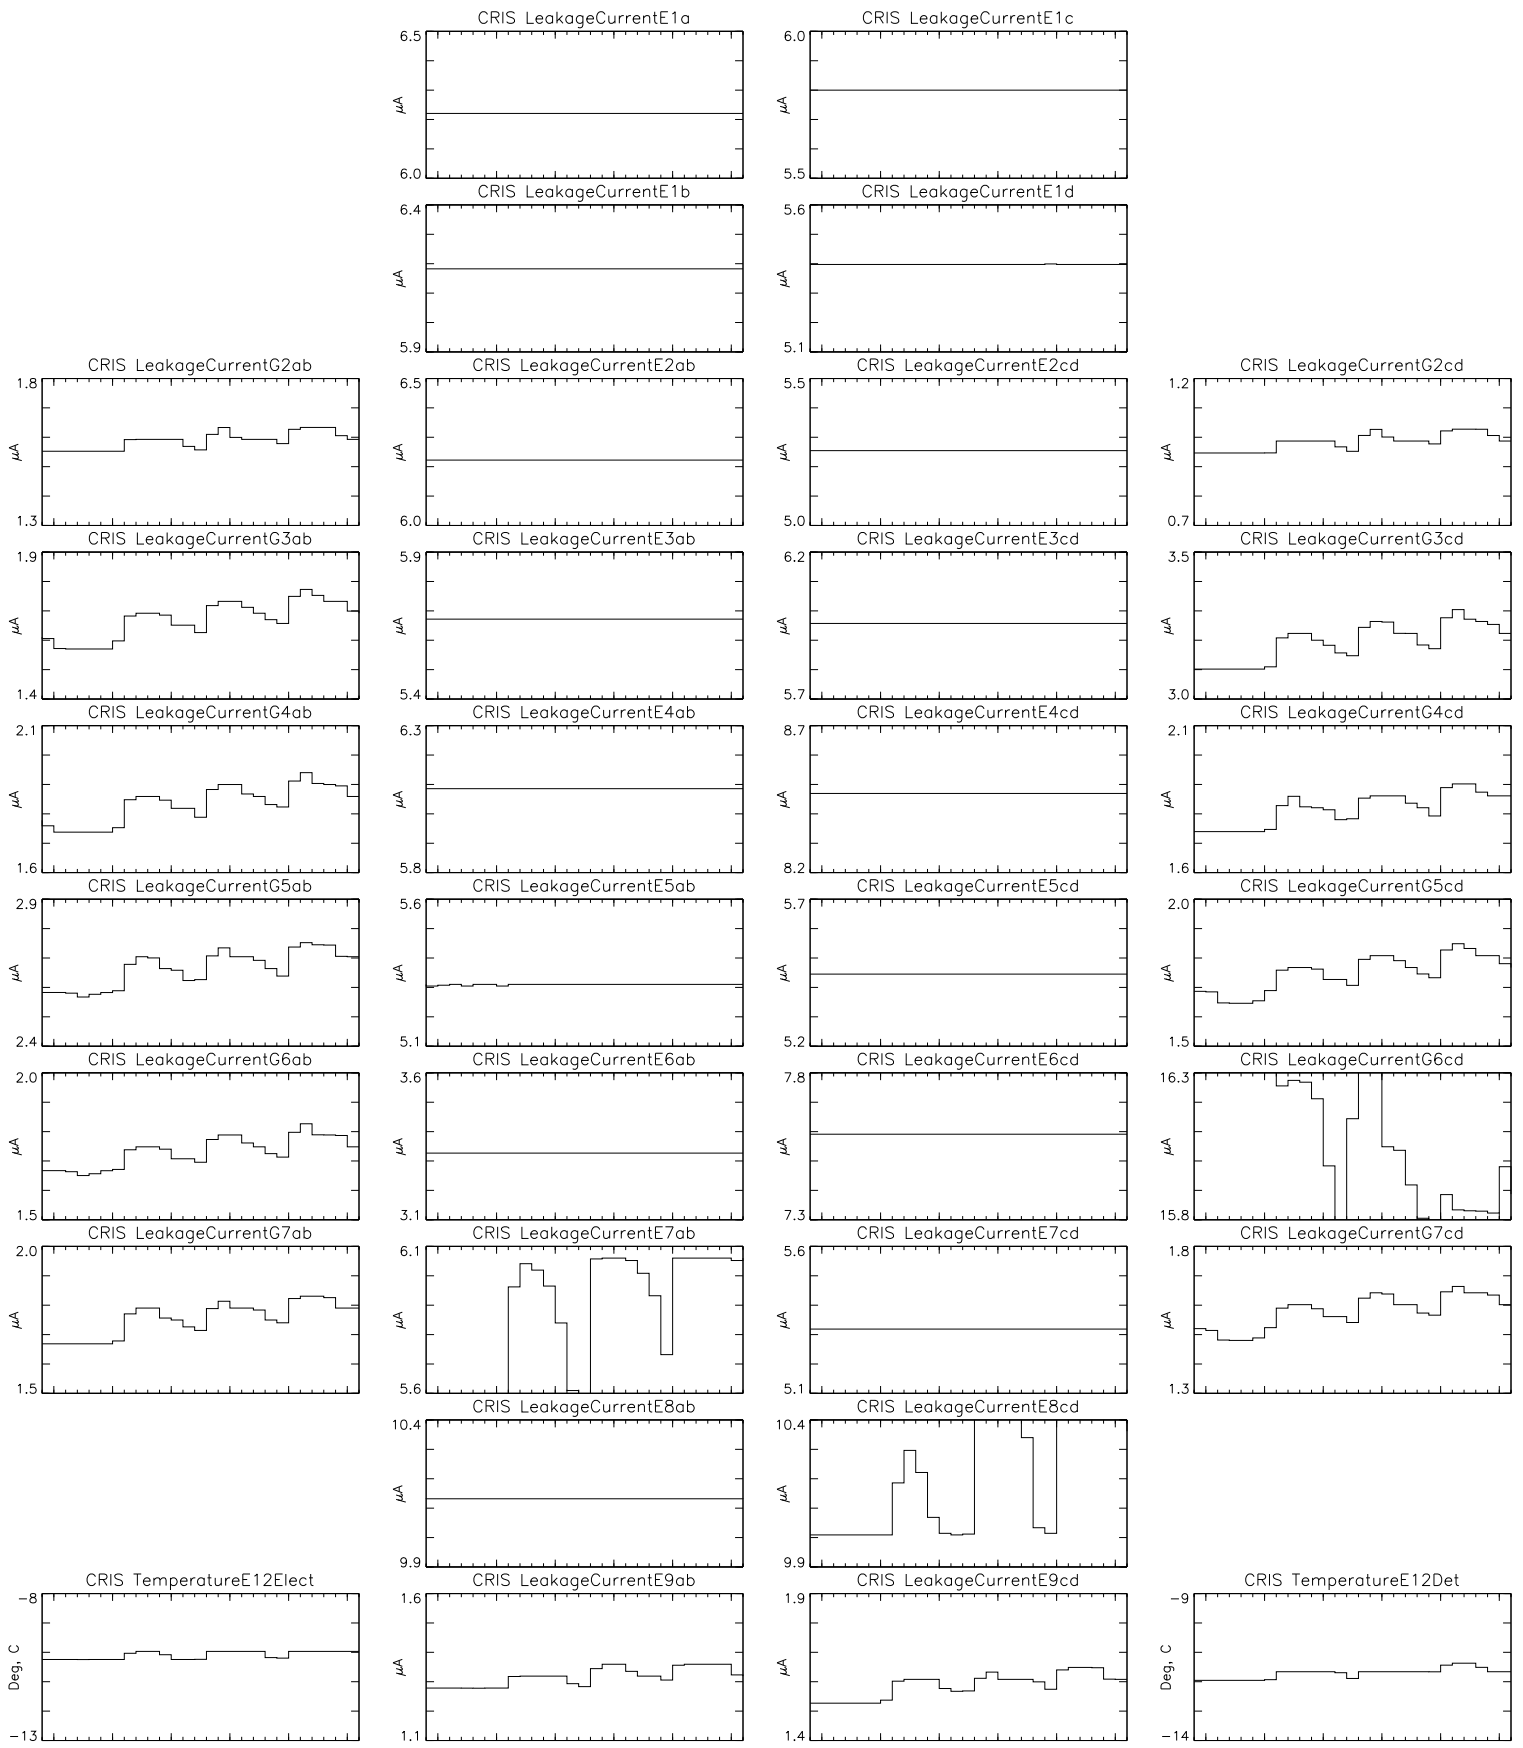 CRIS LeakageCurrentE1a
6.5
μA
6.0
CRIS LeakageCurrentE1c
6.0
μA
5.5
CRIS LeakageCurrentE1b
6.4
μA
5.9
CRIS LeakageCurrentE1d
5.6
μA
5.1
CRIS LeakageCurrentG2ab
1.8
μA
1.3
CRIS LeakageCurrentE2ab
6.5
μA
6.0
CRIS LeakageCurrentE2cd
5.5
μA
5.0
CRIS LeakageCurrentG2cd
1.2
μA
0.7
CRIS LeakageCurrentG3ab
1.9
μA
1.4
CRIS LeakageCurrentE3ab
5.9
μA
5.4
CRIS LeakageCurrentE3cd
6.2
μA
5.7
CRIS LeakageCurrentG3cd
3.5
μA
3.0
CRIS LeakageCurrentG4ab
2.1
μA
1.6
CRIS LeakageCurrentE4ab
6.3
μA
5.8
CRIS LeakageCurrentE4cd
8.7
μA
8.2
CRIS LeakageCurrentG4cd
2.1
μA
1.6
CRIS LeakageCurrentG5ab
2.9
μA
2.4
CRIS LeakageCurrentE5ab
5.6
μA
5.1
CRIS LeakageCurrentE5cd
5.7
μA
5.2
CRIS LeakageCurrentG5cd
2.0
μA
1.5
CRIS LeakageCurrentG6ab
2.0
μA
1.5
CRIS LeakageCurrentE6ab
3.6
μA
3.1
CRIS LeakageCurrentE6cd
7.8
μA
7.3
CRIS LeakageCurrentG6cd
16.3
μA
15.8
CRIS LeakageCurrentG7ab
2.0
μA
1.5
CRIS LeakageCurrentE7ab
6.1
μA
5.6
CRIS LeakageCurrentE7cd
5.6
μA
5.1
CRIS LeakageCurrentG7cd
1.8
μA
1.3
CRIS LeakageCurrentE8ab
10.4
μA
9.9
CRIS LeakageCurrentE8cd
10.4
μA
9.9
CRIS TemperatureE12Elect
-8
Deg, C
-13
CRIS LeakageCurrentE9ab
1.6
μA
1.1
CRIS LeakageCurrentE9cd
1.9
μA
1.4
CRIS TemperatureE12Det
-9
Deg, C
-14